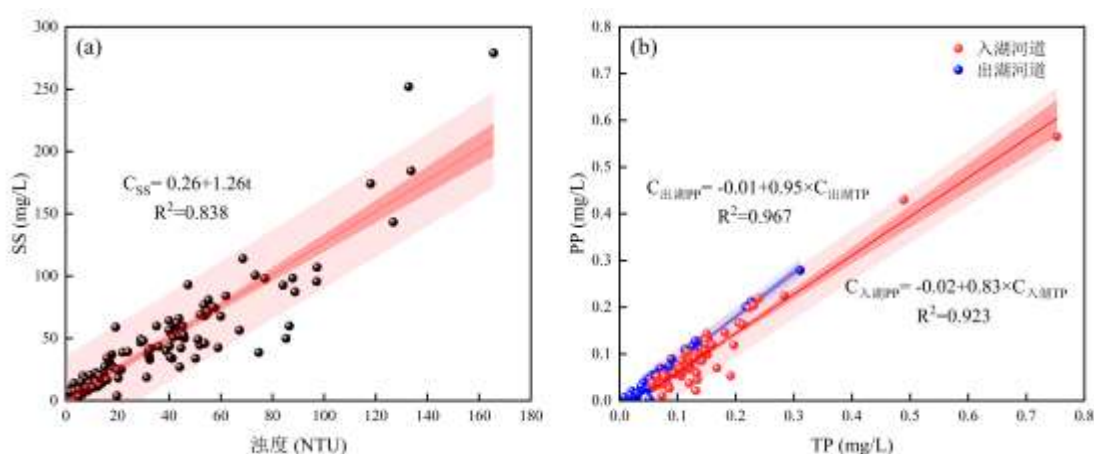 (a)
C_SS= 0.26+1.26t
R²=0.838
SS (mg/L)
300
250
200
150
100
50
0
0 20 40 60 80 100 120 140 160 180
浊度 (NTU)
(b)
入湖河道
出湖河道
C_出湖PP= -0.01+0.95×C_出湖TP
R²=0.967
C_入湖PP= -0.02+0.83×C_入湖TP
R²=0.923
PP (mg/L)
0.8
0.7
0.6
0.5
0.4
0.3
0.2
0.1
0.0
0.0 0.1 0.2 0.3 0.4 0.5 0.6 0.7 0.8
TP (mg/L)